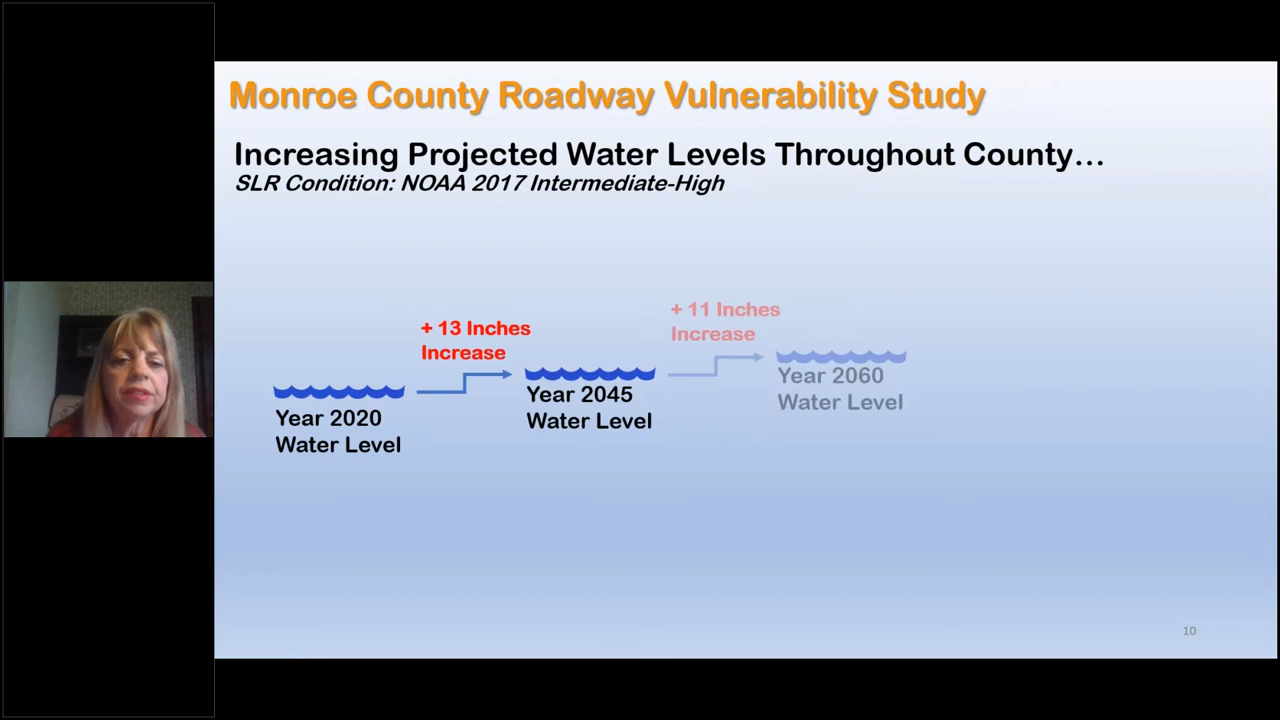 Monroe County Roadway Vulnerability Study
Increasing Projected Water Levels Throughout County...
SLR Condition: NOAA 2017 Intermediate-High
+ 11 Inches
Increase
+ 13 Inches
Increase
Year 2020
Water Level
Year 2045
Water Level
Year 2060
Water Level
10